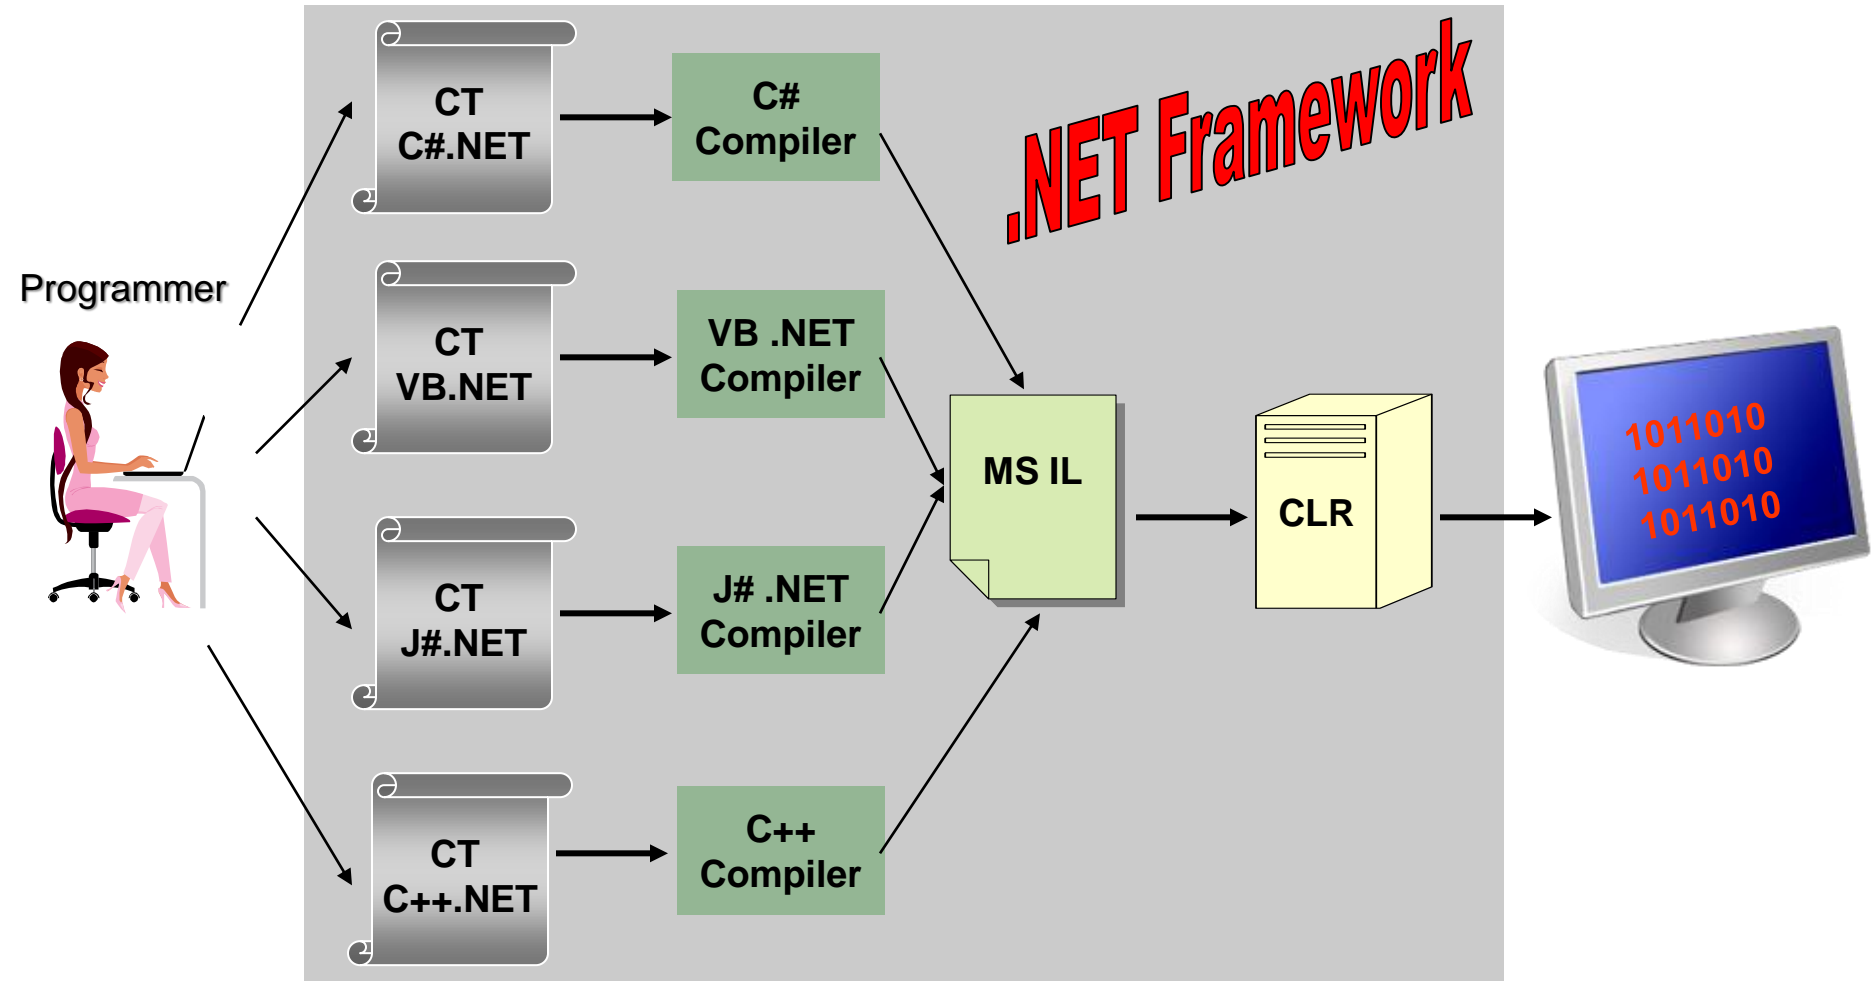 .NET Framework
Programmer
CT
C#.NET
C#
Compiler
CT
VB.NET
VB .NET
Compiler
CT
J#.NET
J# .NET
Compiler
CT
C++.NET
C++
Compiler
MS IL
CLR
1011010
1011010
1011010